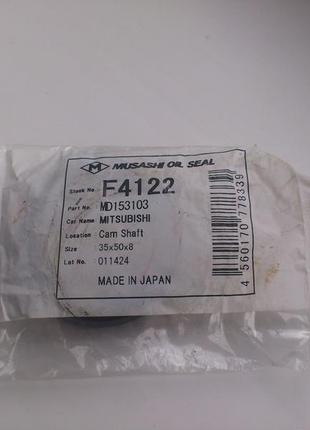 M MUSASHI OIL SEAL
Stock No. F4122
Part No. MD153103
Car Name MITSUBISHI
Location Cam Shaft
Size 35x50x8
Lot No. 011424
MADE IN JAPAN
4 560170 778339